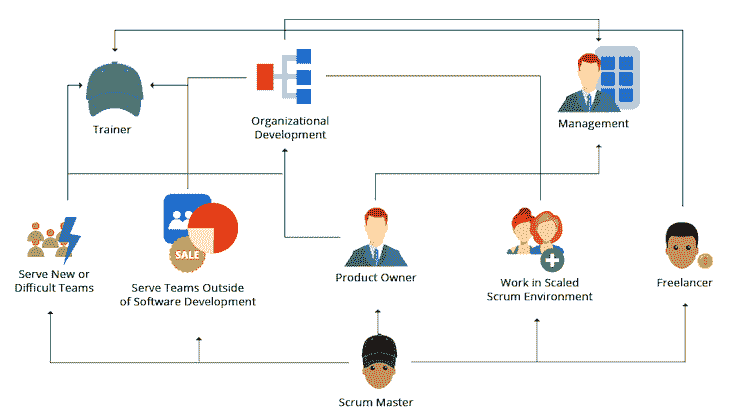 Trainer
Organizational
Development
Management
Serve New or
Difficult Teams
SALE
Serve Teams Outside
of Software Development
Product Owner
Work in Scaled
Scrum Environment
Freelancer
Scrum Master